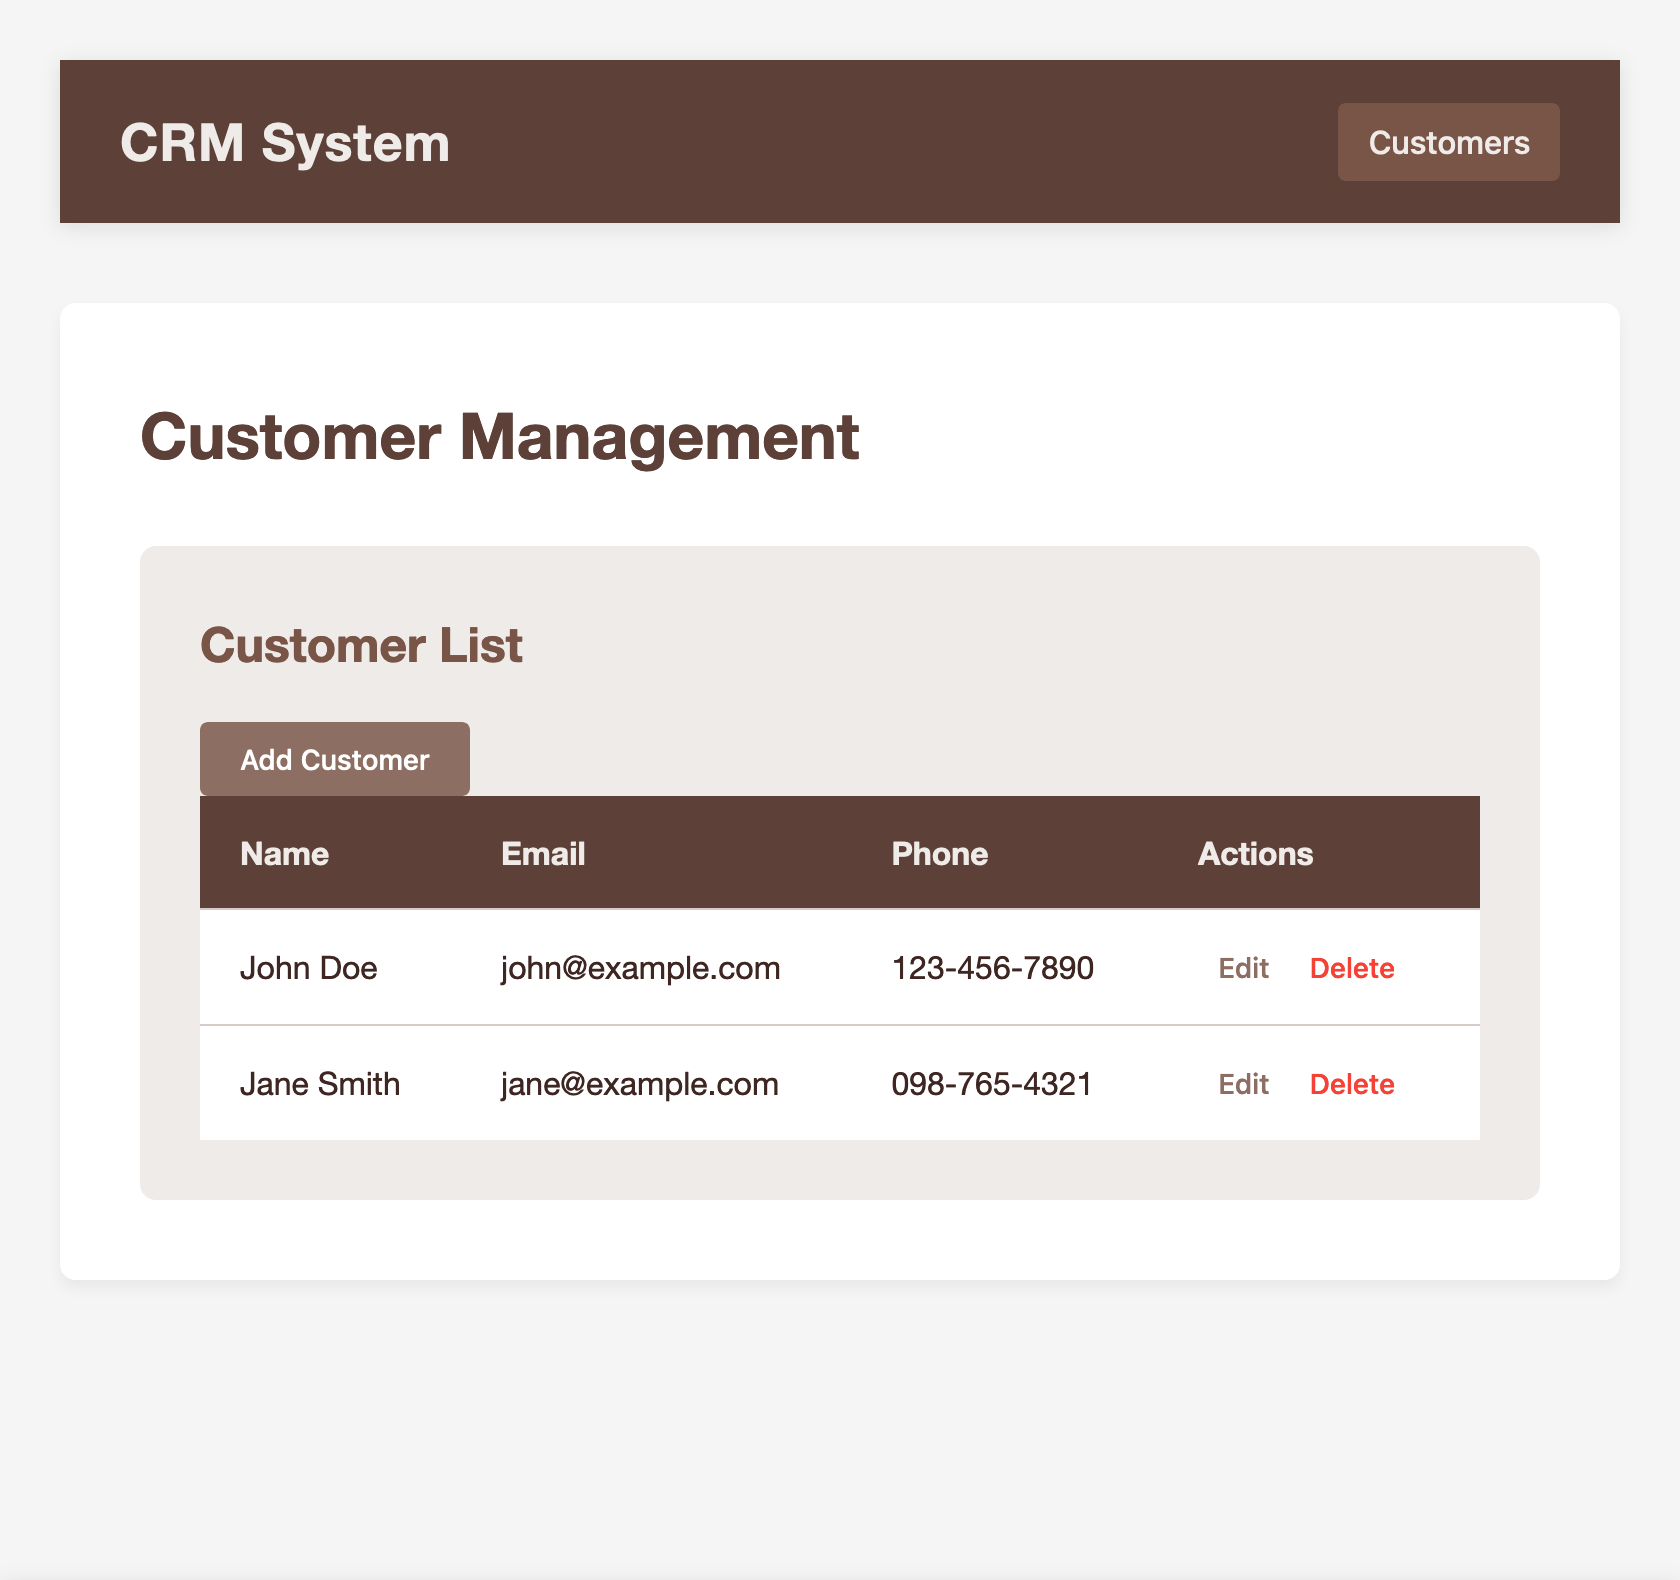 CRM System
Customers
Customer Management
Customer List
Add Customer
Name Email Phone Actions
John Doe john@example.com 123-456-7890 Edit Delete
Jane Smith jane@example.com 098-765-4321 Edit Delete